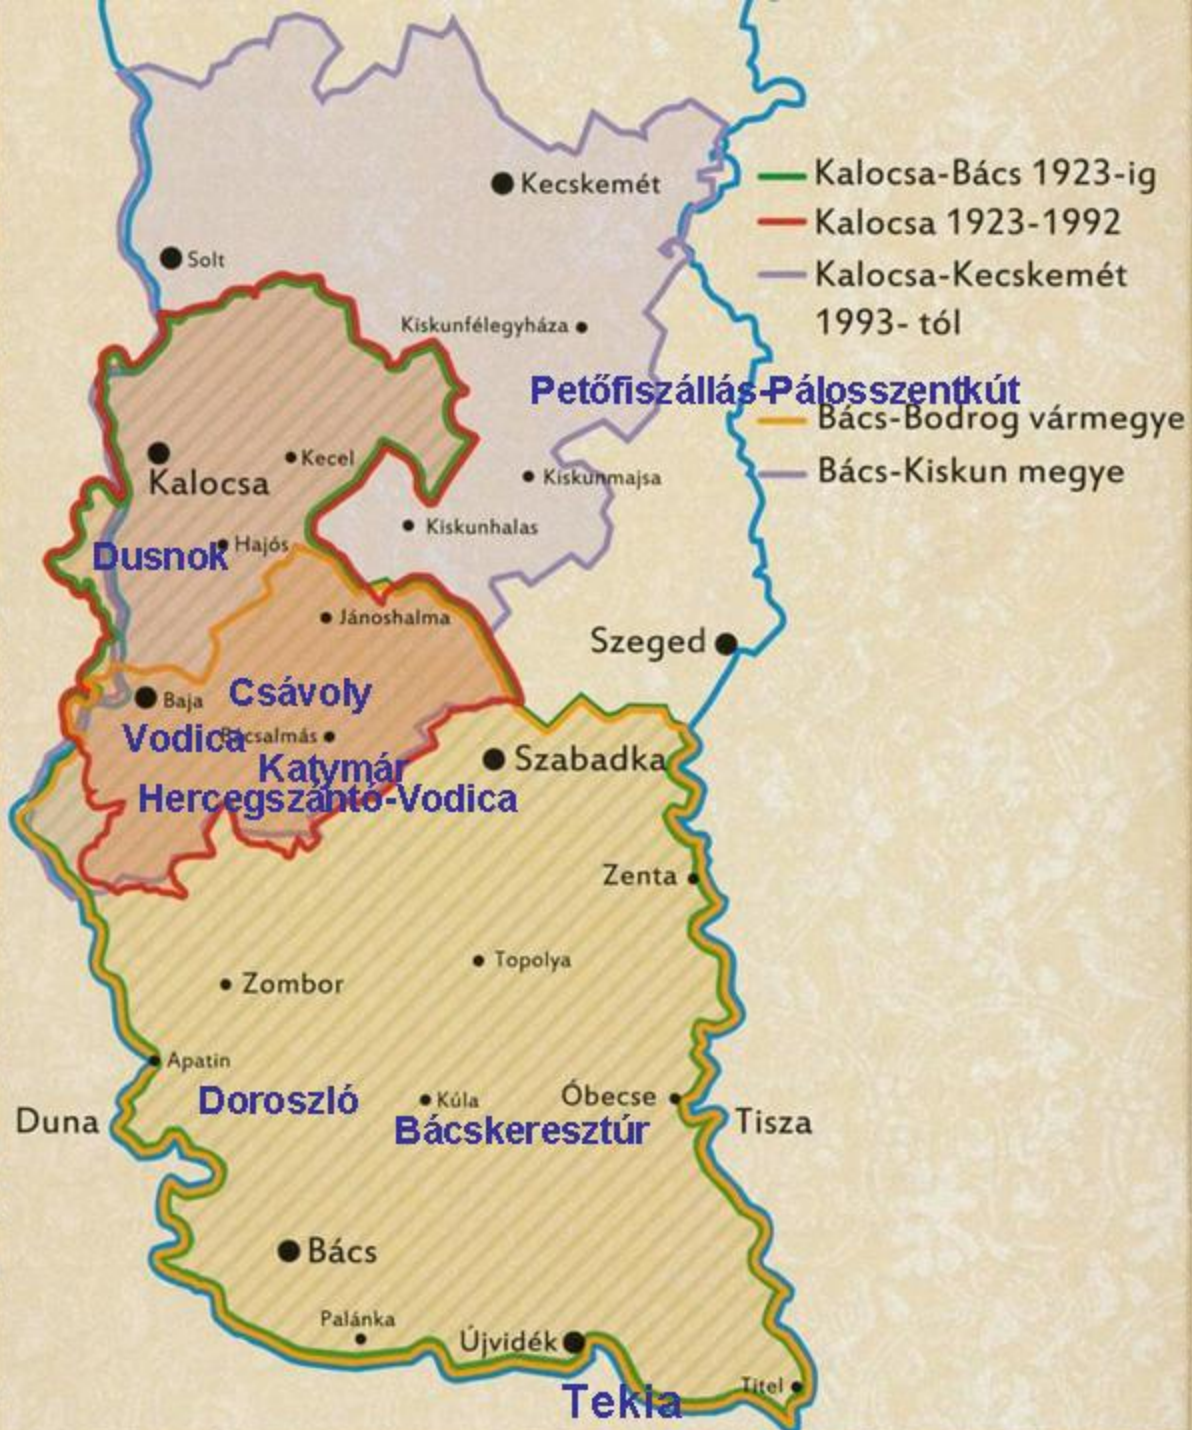 Kecskemét
Kalocsa-Bács 1923-ig
Kalocsa 1923-1992
Solt
Kalocsa-Kecskemét
1993- tól
Kiskunfélegyháza
Petőfiszállás-Pálosszentkút
Bács-Bodrog vármegye
Kecel
Kalocsa
Kiskunmajsa
Bács-Kiskun megye
Kiskunhalas
Hajós
Dusnok
Jánoshalma
Szeged
Csávoly
Baja
Vodica
Bácsalmás
Szabadka
Katymár
Hercegszántó-Vodica
Zenta
Topolya
Zombor
Apatin
Doroszló
Kúla
Óbecse
Duna
Bácskeresztúr
Tisza
Bács
Palánka
Újvidék
Titel
Tekia